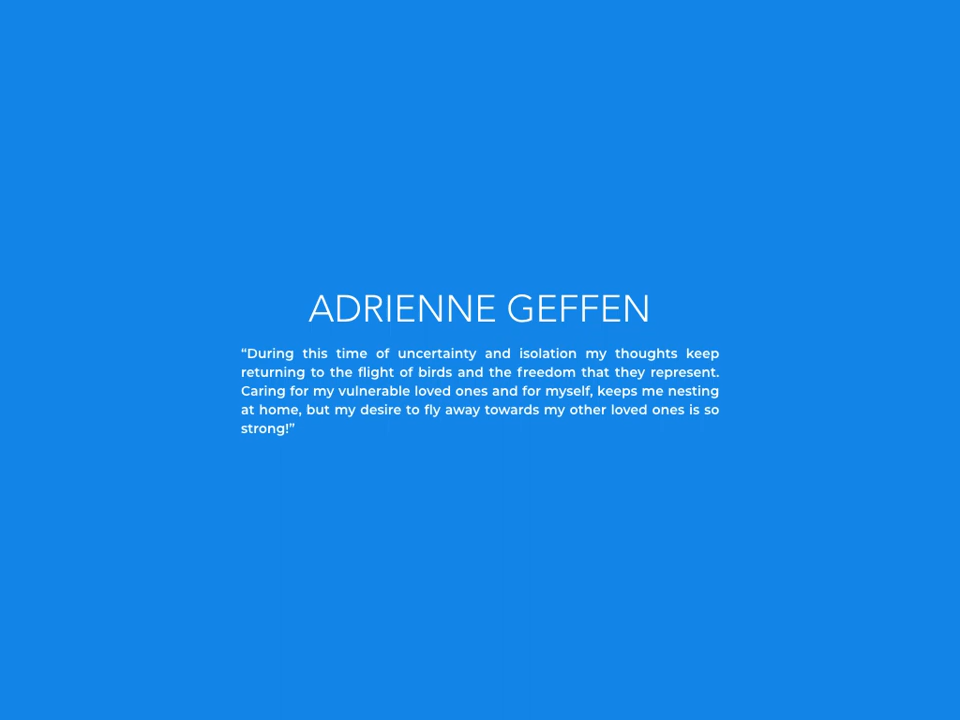 ADRIENNE GEFFEN
“During this time of uncertainty and isolation my thoughts keep
returning to the flight of birds and the freedom that they represent.
Caring for my vulnerable loved ones and for myself, keeps me nesting
at home, but my desire to fly away towards my other loved ones is so
strong!”